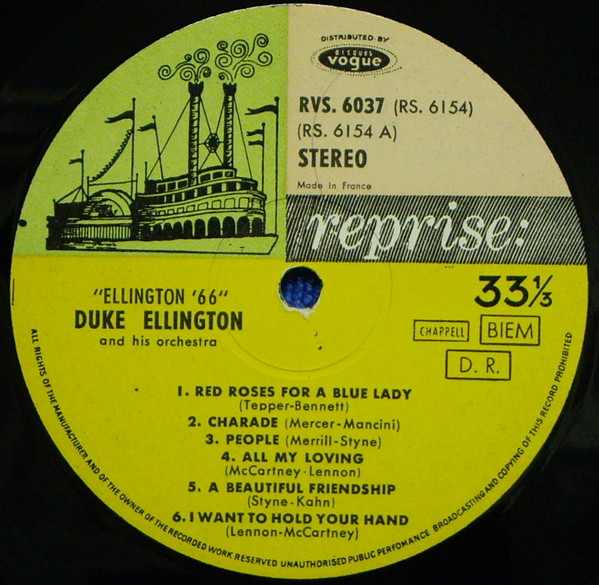 DISTRIBUTED BY
DISQUES
vogue
RVS. 6037 (RS. 6154)
(RS. 6154 A)
STEREO
Made in France
reprise:
33⅓
"ELLINGTON '66"
DUKE ELLINGTON
and his orchestra
CHAPPELL
BIEM
D. R.
1. RED ROSES FOR A BLUE LADY
(Tepper-Bennett)
2. CHARADE (Mercer-Mancini)
3. PEOPLE (Merrill-Styne)
4. ALL MY LOVING
(McCartney-Lennon)
5. A BEAUTIFUL FRIENDSHIP
(Styne-Kahn)
6. I WANT TO HOLD YOUR HAND
(Lennon-McCartney)
ALL RIGHTS OF THE MANUFACTURER AND OF THE OWNER OF THE RECORDED WORK RESERVED UNAUTHORISED PUBLIC PERFOMANCE BROADCASTING AND COPYING OF THIS RECORD PROHIBITED